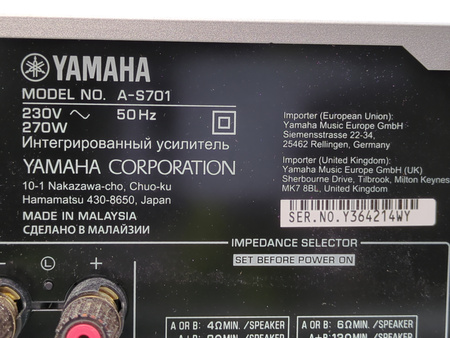 YAMAHA
MODEL NO. A-S701
230V ~ 50Hz
270W
Интегрированный усилитель
YAMAHA CORPORATION
10-1 Nakazawa-cho, Chuo-ku
Hamamatsu 430-8650, Japan
MADE IN MALAYSIA
СДЕЛАНО В МАЛАЙЗИИ
Importer (European Union):
Yamaha Music Europe GmbH
Siemensstrasse 22-34,
25462 Rellingen, Germany
Importer (United Kingdom):
Yamaha Music Europe GmbH (UK)
Sherbourne Drive, Tilbrook, Milton Keynes
MK7 8BL, United Kingdom
SER.NO.Y364214WY
IMPEDANCE SELECTOR
SET BEFORE POWER ON
– L +
A OR B: 4ΩMIN. /SPEAKER
A OR B: 6ΩMIN. /SPEAKER